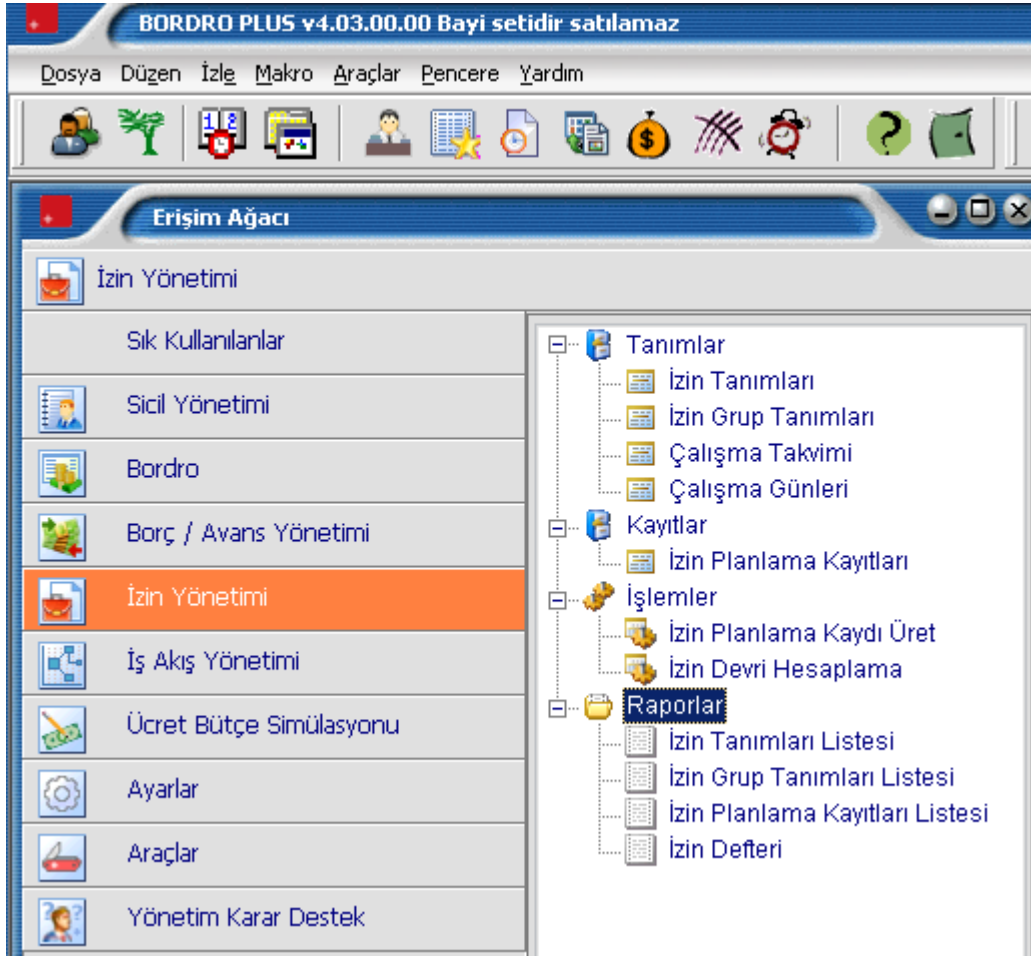 BORDRO PLUS v4.03.00.00 Bayi setidir satılamaz
Dosya Düzen İzle Makro Araçlar Pencere Yardım
Erişim Ağacı
İzin Yönetimi
Sık Kullanılanlar
Sicil Yönetimi
Bordro
Borç / Avans Yönetimi
İzin Yönetimi
İş Akış Yönetimi
Ücret Bütçe Simülasyonu
Ayarlar
Araçlar
Yönetim Karar Destek
Tanımlar
İzin Tanımları
İzin Grup Tanımları
Çalışma Takvimi
Çalışma Günleri
Kayıtlar
İzin Planlama Kayıtları
İşlemler
İzin Planlama Kaydı Üret
İzin Devri Hesaplama
Raporlar
İzin Tanımları Listesi
İzin Grup Tanımları Listesi
İzin Planlama Kayıtları Listesi
İzin Defteri